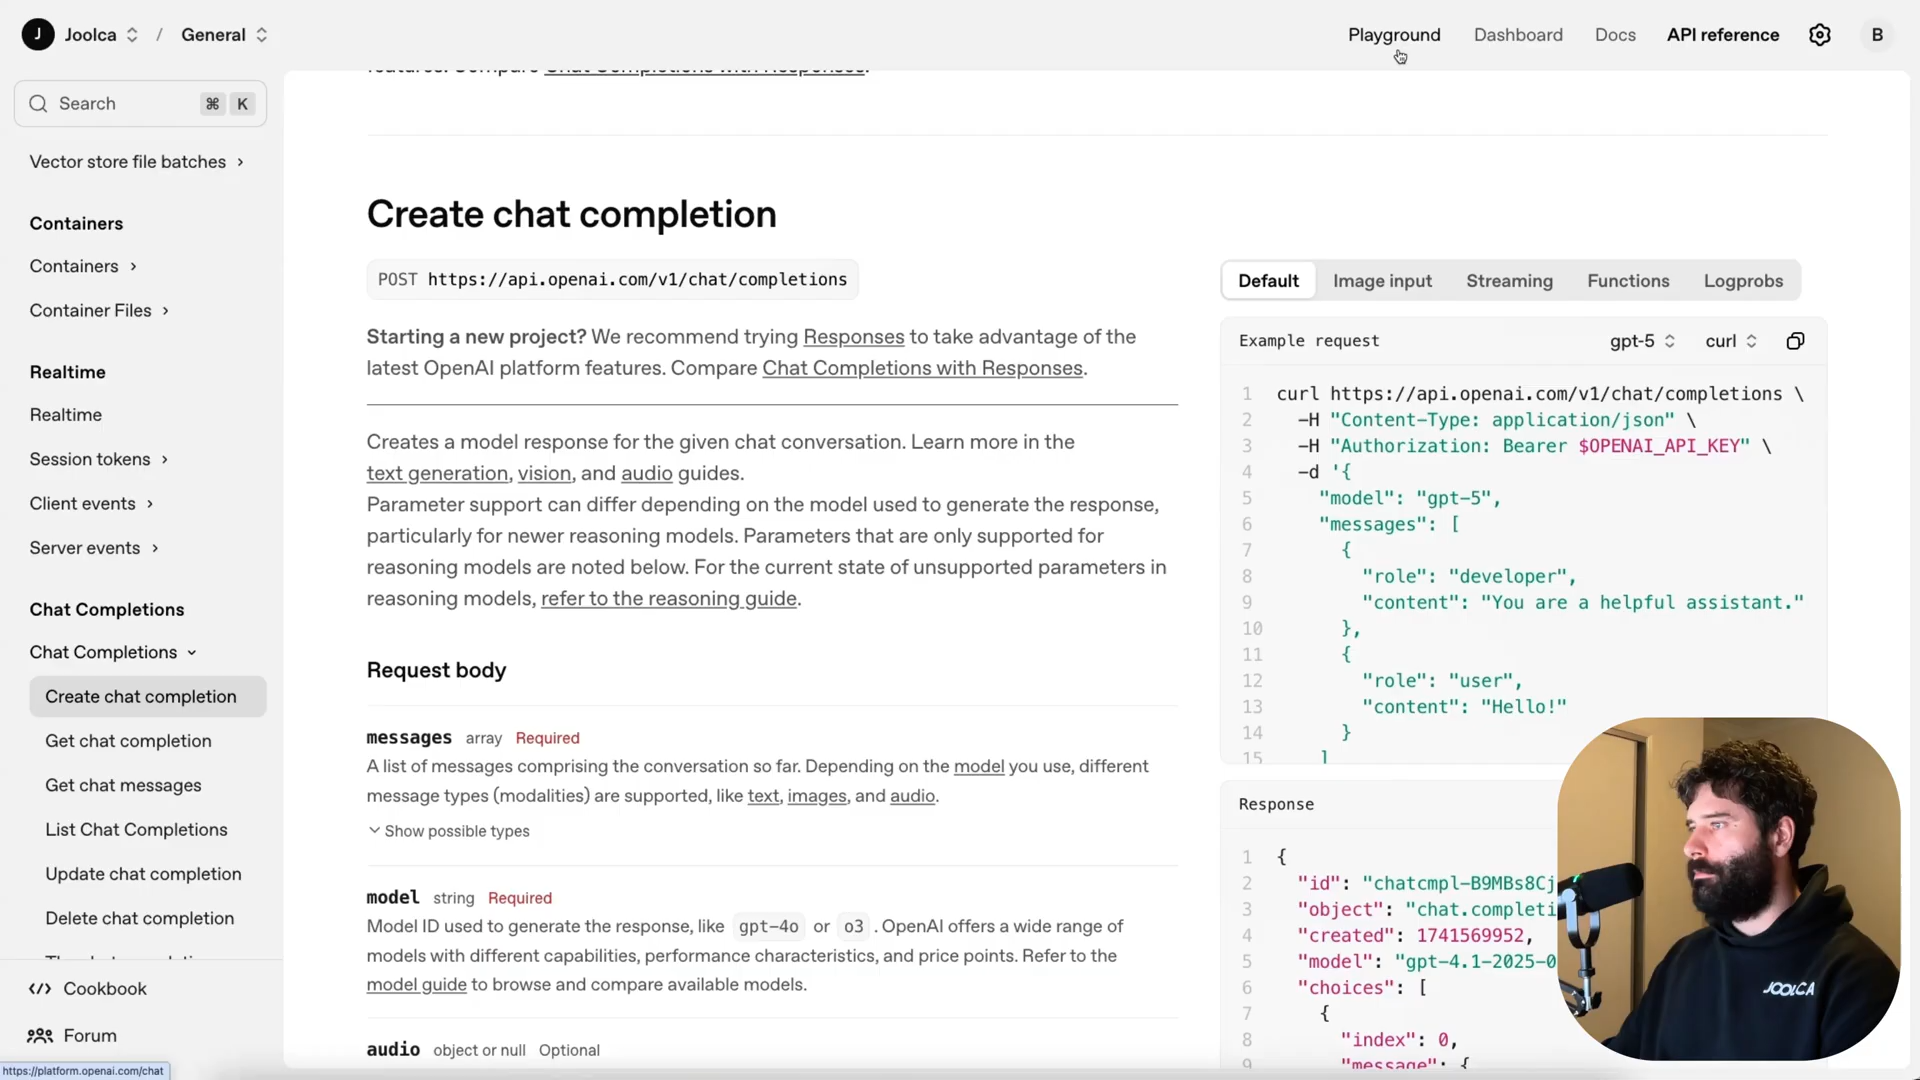 J Joolca / General
Playground Dashboard Docs API reference B
Search ⌘ K
Vector store file batches
Containers
Containers
Container Files
Realtime
Realtime
Session tokens
Client events
Server events
Chat Completions
Chat Completions
Create chat completion
Get chat completion
Get chat messages
List Chat Completions
Update chat completion
Delete chat completion
Cookbook
Forum
https://platform.openai.com/chat
features. Compare Chat Completions with Responses.
Create chat completion
POST https://api.openai.com/v1/chat/completions
Starting a new project? We recommend trying Responses to take advantage of the
latest OpenAI platform features. Compare Chat Completions with Responses.
Creates a model response for the given chat conversation. Learn more in the
text generation, vision, and audio guides.
Parameter support can differ depending on the model used to generate the response,
particularly for newer reasoning models. Parameters that are only supported for
reasoning models are noted below. For the current state of unsupported parameters in
reasoning models, refer to the reasoning guide.
Request body
messages array Required
A list of messages comprising the conversation so far. Depending on the model you use, different
message types (modalities) are supported, like text, images, and audio.
Show possible types
model string Required
Model ID used to generate the response, like gpt-4o or o3 . OpenAI offers a wide range of
models with different capabilities, performance characteristics, and price points. Refer to the
model guide to browse and compare available models.
audio object or null Optional
Default Image input Streaming Functions Logprobs
Example request gpt-5 curl
1 curl https://api.openai.com/v1/chat/completions \
2 -H "Content-Type: application/json" \
3 -H "Authorization: Bearer $OPENAI_API_KEY" \
4 -d '{
5 "model": "gpt-5",
6 "messages": [
7 {
8 "role": "developer",
9 "content": "You are a helpful assistant."
10 },
11 {
12 "role": "user",
13 "content": "Hello!"
14 }
15 ]
Response
1 {
2 "id": "chatcmpl-B9MBs8Cj
3 "object": "chat.completi
4 "created": 1741569952,
5 "model": "gpt-4.1-2025-0
6 "choices": [
7 {
8 "index": 0,
9 "message": {
JOOLCA